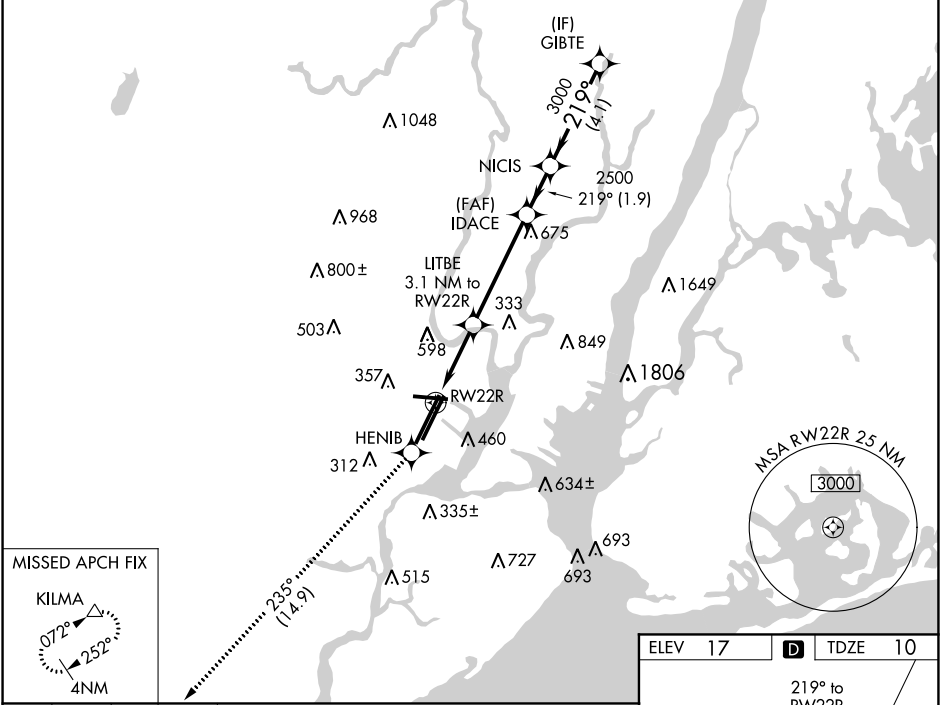 (IF)
GIBTE
3000
219°
(4.1)
1048
NICIS
2500
219° (1.9)
(FAF)
IDACE
968
675
800±
LITBE
3.1 NM to
RW22R
333
1649
503
598
849
357
1806
RW22R
HENIB
460
312
MSA RW22R 25 NM
3000
634±
335±
693
727
693
515
235°
(14.9)
MISSED APCH FIX
KILMA
072°
252°
4NM
ELEV 17
D
TDZE 10
219° to
RW22R